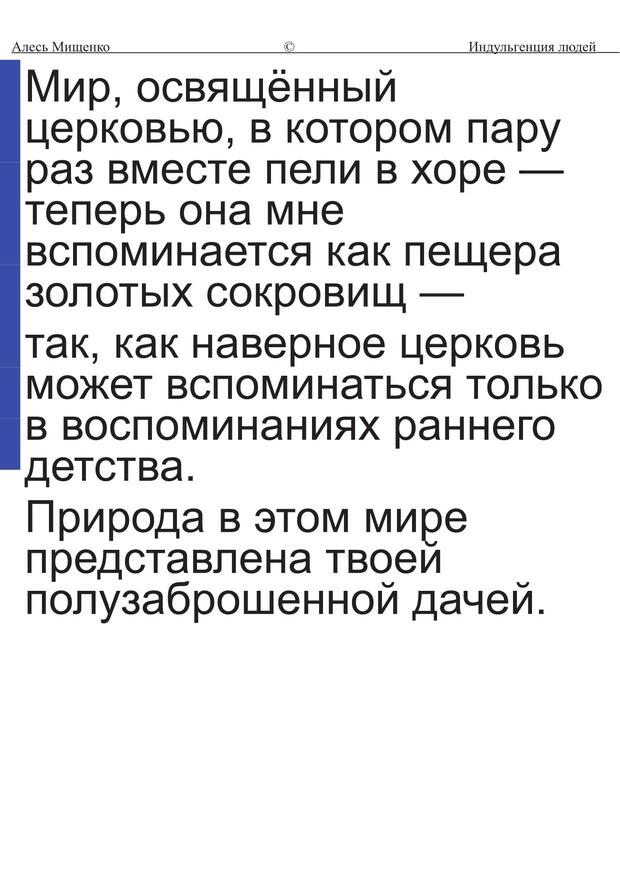 Алесь Мищенко © Индульгенция людей
Мир, освящённый
церковью, в котором пару
раз вместе пели в хоре —
теперь она мне
вспоминается как пещера
золотых сокровищ —
так, как наверное церковь
может вспоминаться только
в воспоминаниях раннего
детства.
Природа в этом мире
представлена твоей
полузаброшенной дачей.